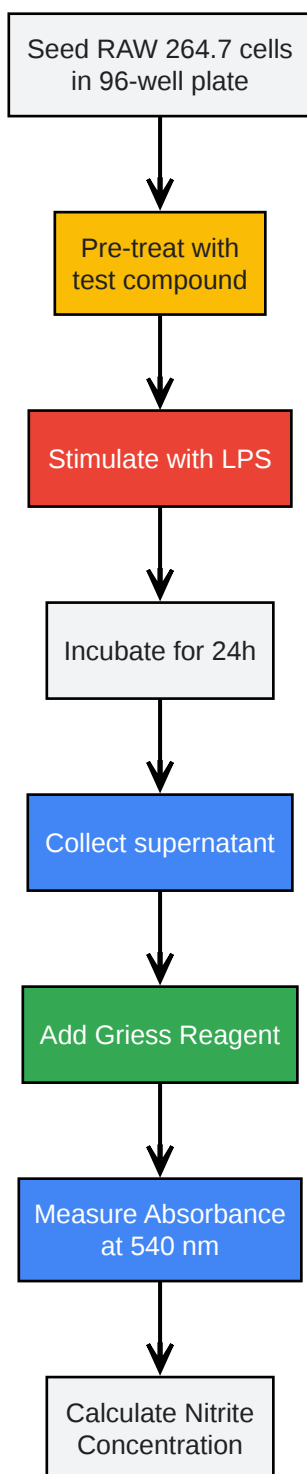 Seed RAW 264.7 cells
in 96-well plate
Pre-treat with
test compound
Stimulate with LPS
Incubate for 24h
Collect supernatant
Add Griess Reagent
Measure Absorbance
at 540 nm
Calculate Nitrite
Concentration